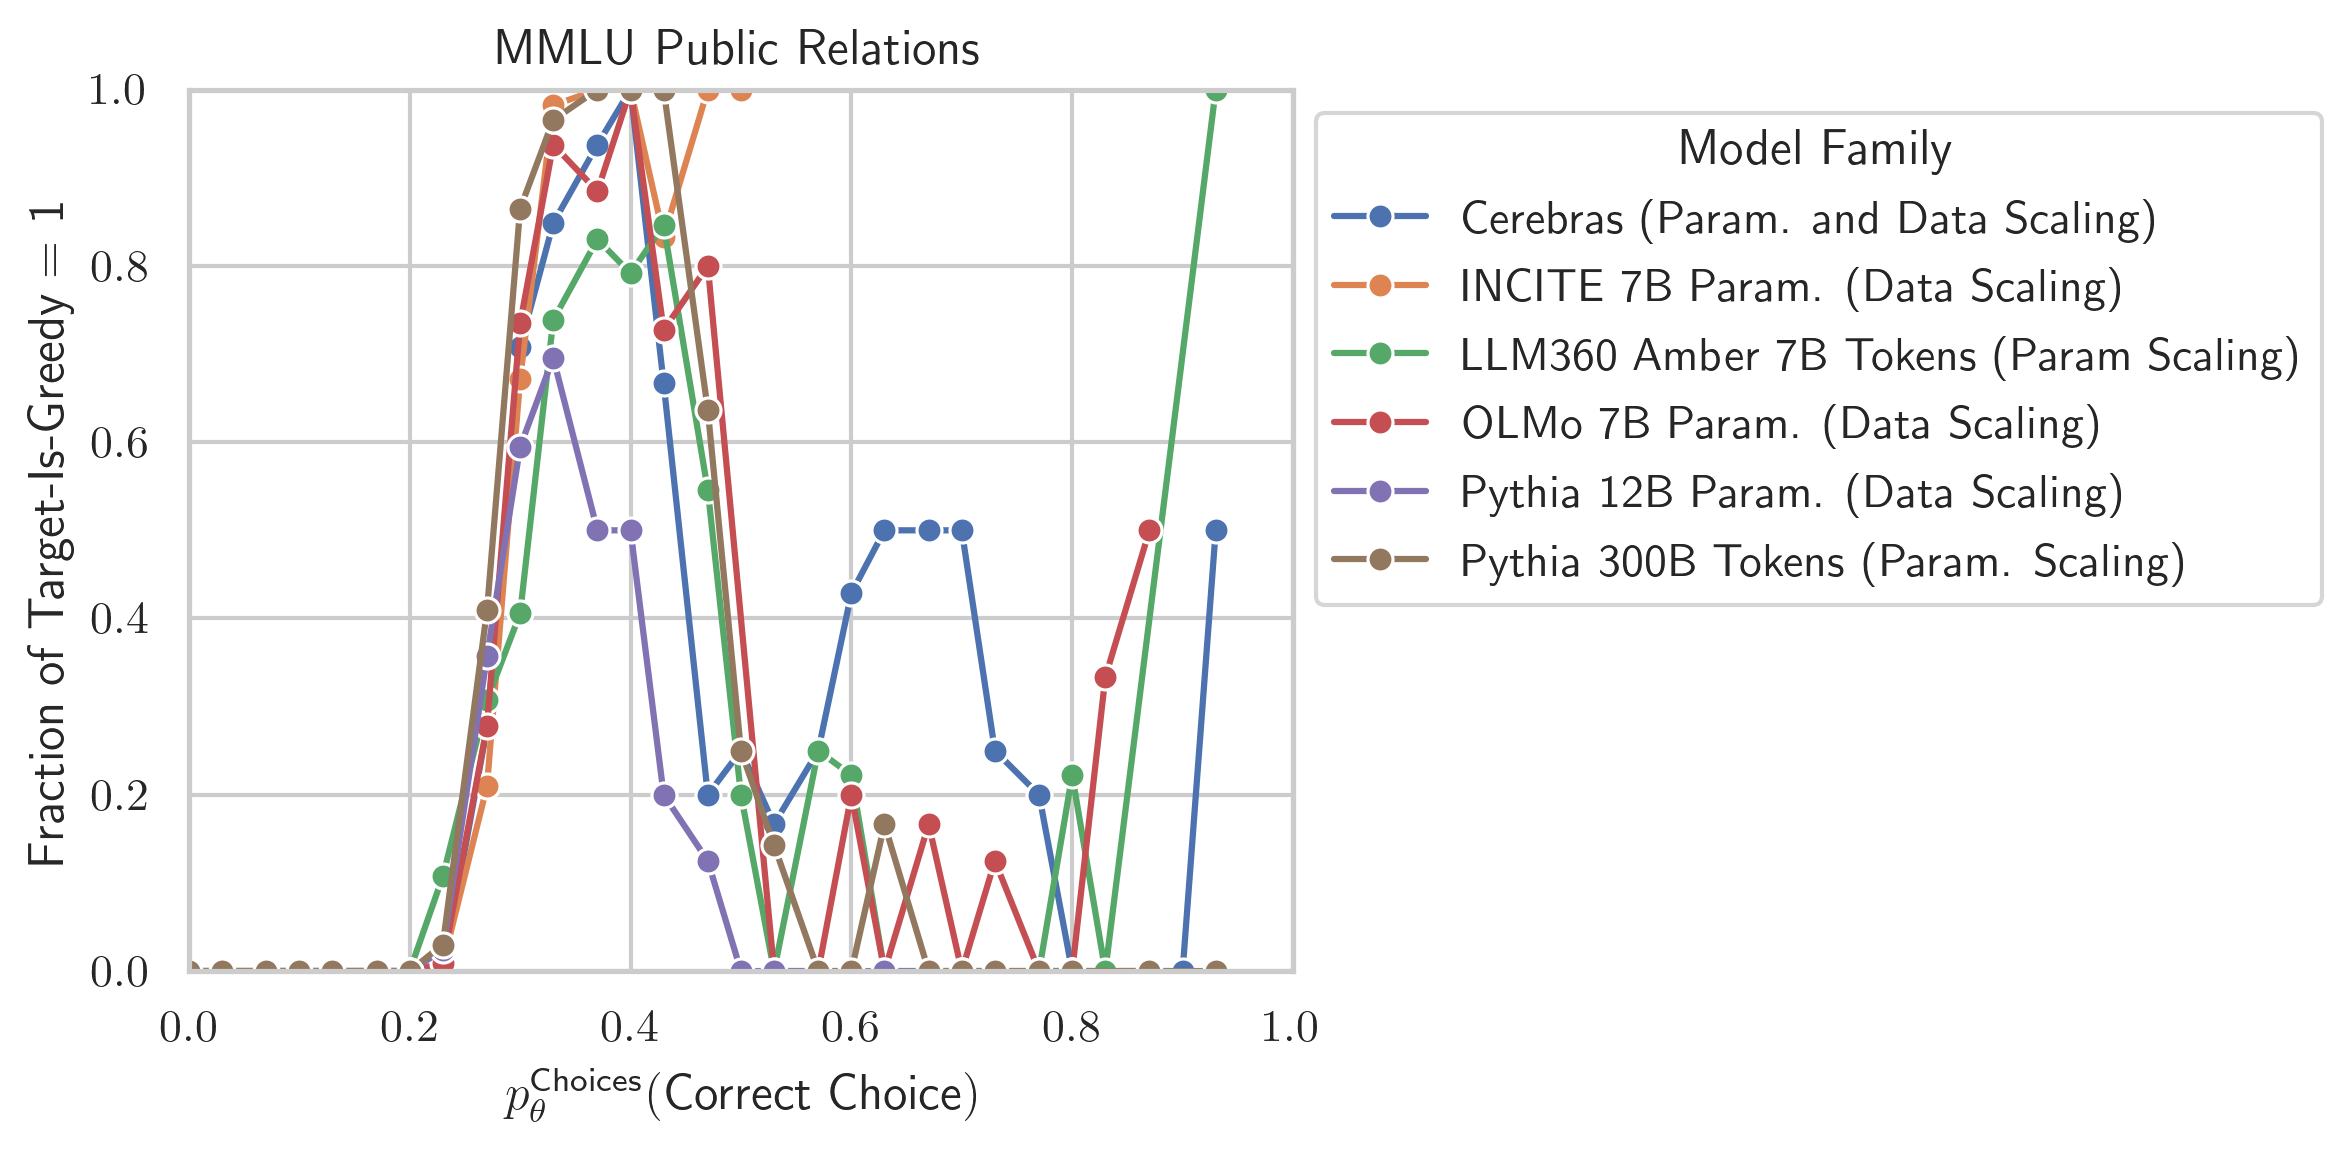 MMLU Public Relations
Fraction of Target-Is-Greedy = 1
1.0
0.8
0.6
0.4
0.2
0.0
0.0 0.2 0.4 0.6 0.8 1.0
p_θ^Choices(Correct Choice)
Model Family
Cerebras (Param. and Data Scaling)
INCITE 7B Param. (Data Scaling)
LLM360 Amber 7B Tokens (Param Scaling)
OLMo 7B Param. (Data Scaling)
Pythia 12B Param. (Data Scaling)
Pythia 300B Tokens (Param. Scaling)